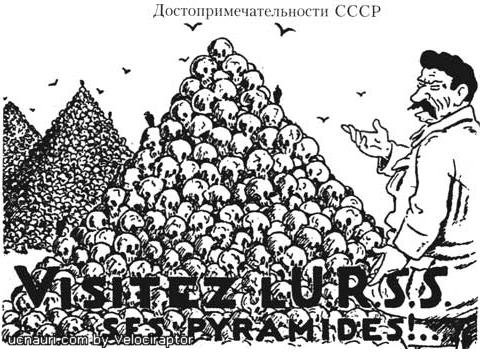 Достопримечательности СССР
VISITEZ L'U.R.S.S.
SES PYRAMIDES!..
ucnauri.com by Velociraptor